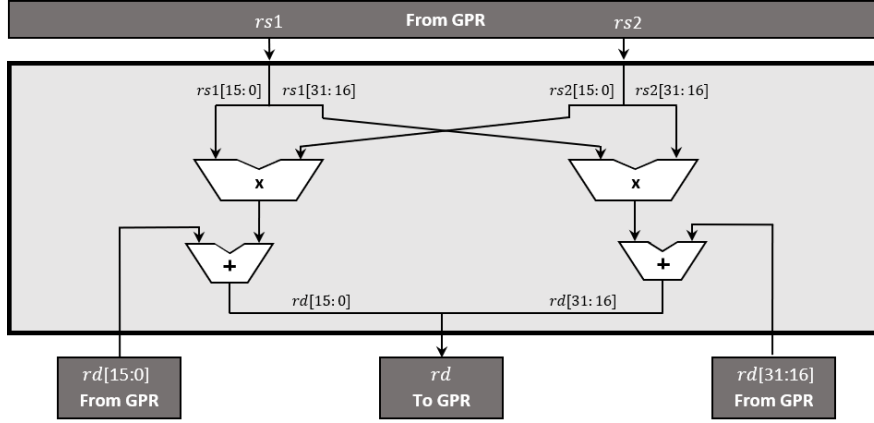 rs1 From GPR rs2
rs1[15:0] rs1[31:16] rs2[15:0] rs2[31:16]
x x
+ +
rd[15:0] rd[31:16]
rd[15:0] rd rd[31:16]
From GPR To GPR From GPR